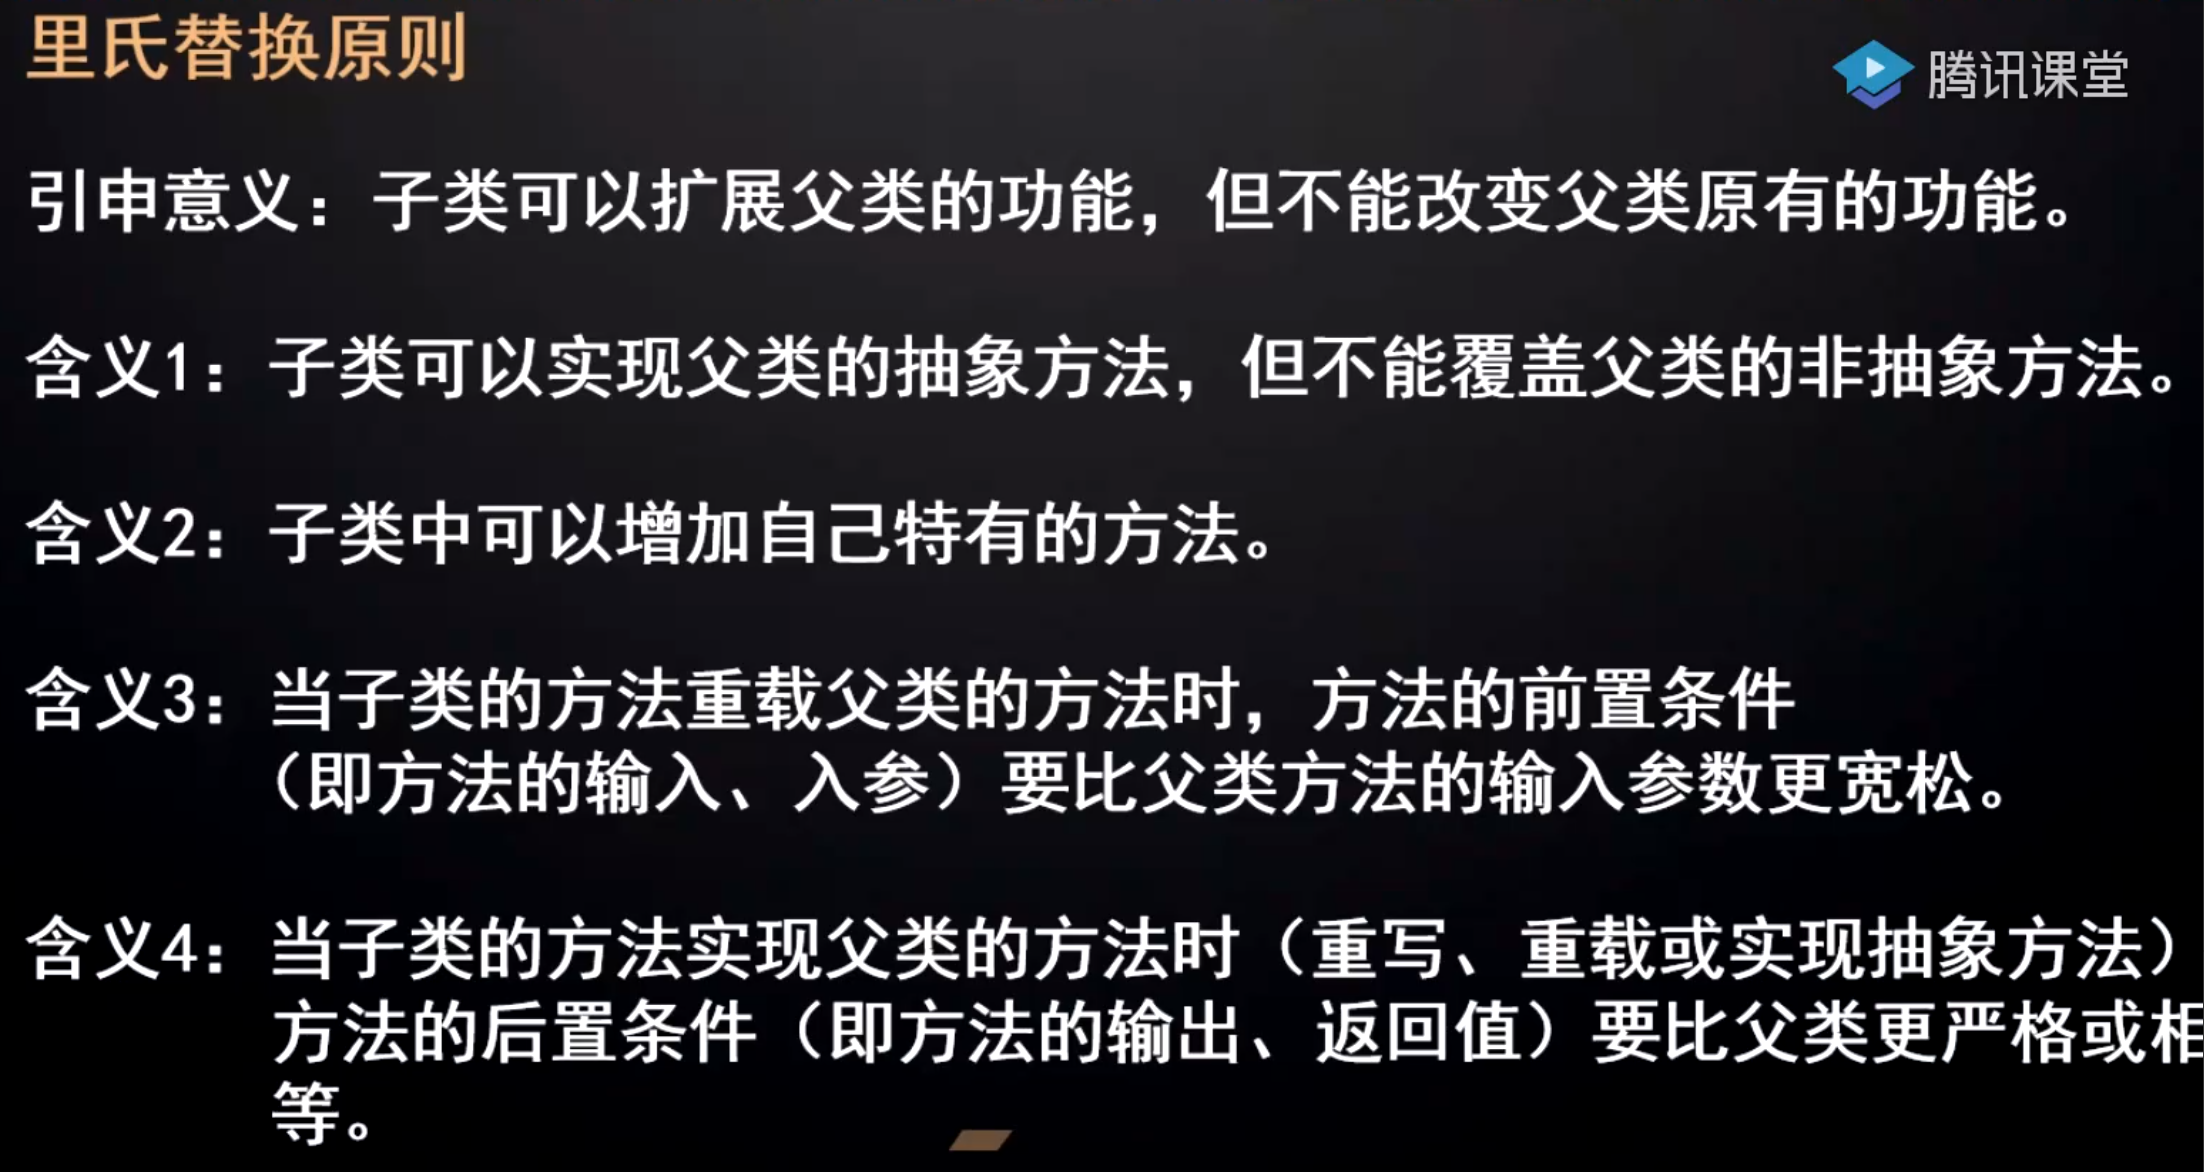 里氏替换原则
腾讯课堂
引申意义：子类可以扩展父类的功能，但不能改变父类原有的功能。
含义1：子类可以实现父类的抽象方法，但不能覆盖父类的非抽象方法。
含义2：子类中可以增加自己特有的方法。
含义3：当子类的方法重载父类的方法时，方法的前置条件
（即方法的输入、入参）要比父类方法的输入参数更宽松。
含义4：当子类的方法实现父类的方法时（重写、重载或实现抽象方法）
方法的后置条件（即方法的输出、返回值）要比父类更严格或相
等。